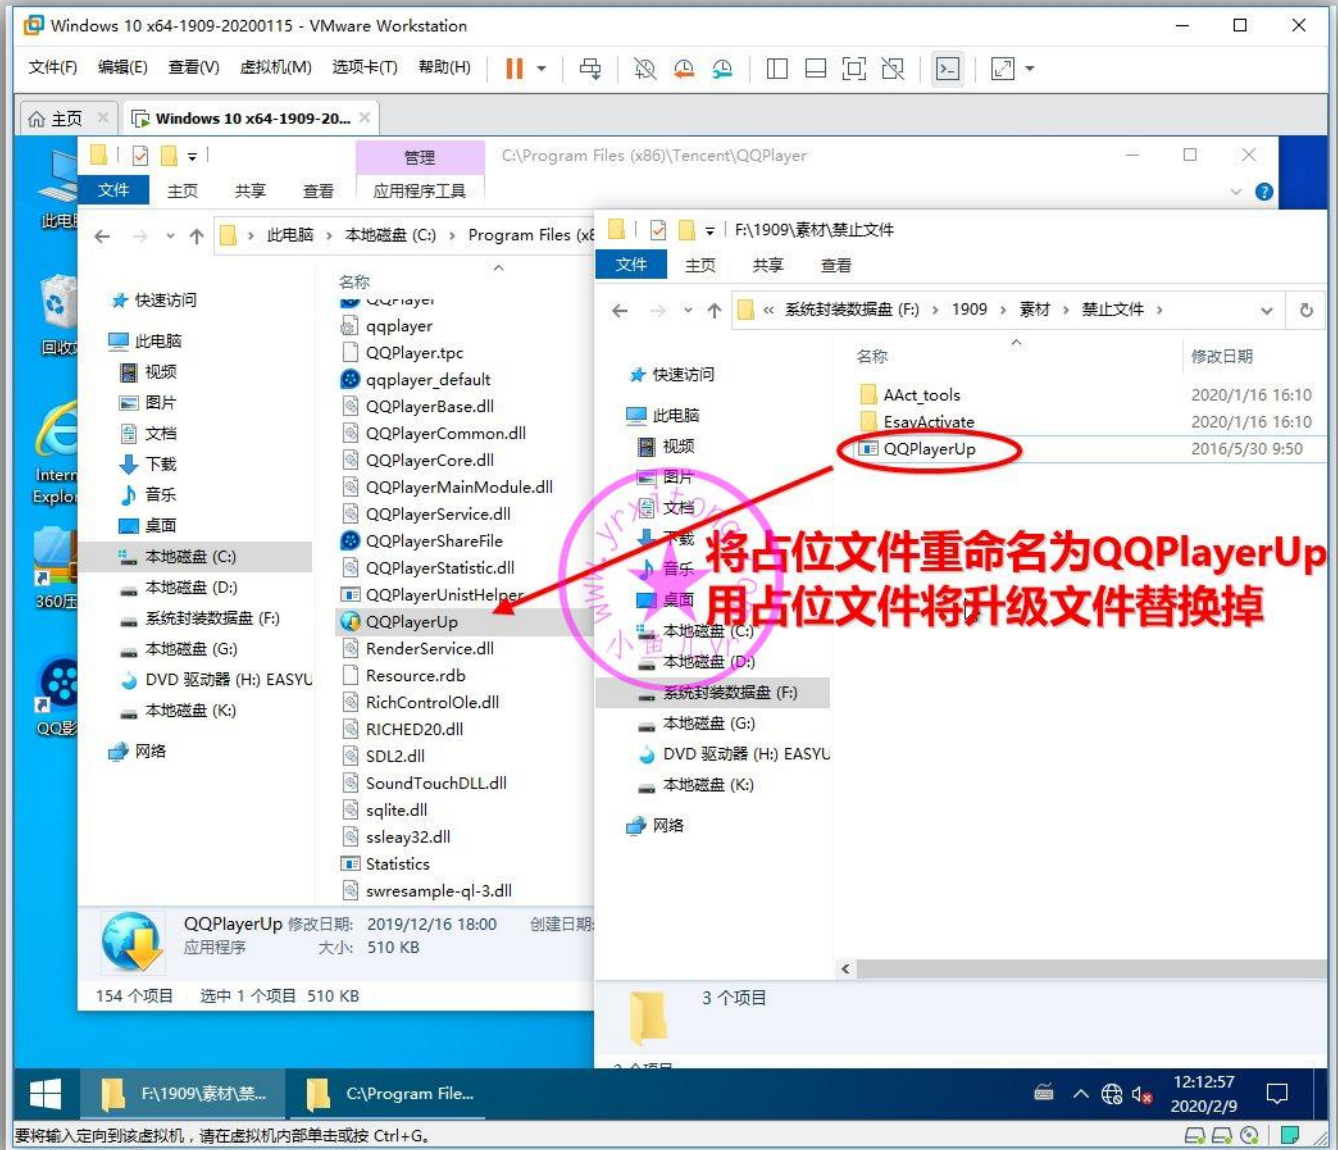 Windows 10 x64-1909-20200115 - VMware Workstation
文件(F) 编辑(E) 查看(V) 虚拟机(M) 选项卡(T) 帮助(H)
主页 Windows 10 x64-1909-20...
管理 C:\Program Files (x86)\Tencent\QQPlayer
文件 主页 共享 查看 应用程序工具
此电脑 › 本地磁盘 (C:) › Program Files (x8
名称
快速访问
此电脑
视频
图片
文档
下载
音乐
桌面
本地磁盘 (C:)
本地磁盘 (D:)
系统封装数据盘 (F:)
本地磁盘 (G:)
DVD 驱动器 (H:) EASYU
本地磁盘 (K:)
网络
QQPlayer
qqplayer
QQPlayer.tpc
qqplayer_default
QQPlayerBase.dll
QQPlayerCommon.dll
QQPlayerCore.dll
QQPlayerMainModule.dll
QQPlayerService.dll
QQPlayerShareFile
QQPlayerStatistic.dll
QQPlayerUnistHelper
QQPlayerUp
RenderService.dll
Resource.rdb
RichControlOle.dll
RICHED20.dll
SDL2.dll
SoundTouchDLL.dll
sqlite.dll
ssleay32.dll
Statistics
swresample-ql-3.dll
QQPlayerUp 修改日期: 2019/12/16 18:00 创建日期:
应用程序 大小: 510 KB
154 个项目 选中 1 个项目 510 KB
此电
回收
Intern
Explo
360压
QQ影
F:\1909\素材\禁止文件
文件 主页 共享 查看
« 系统封装数据盘 (F:) › 1909 › 素材 › 禁止文件 ›
名称 修改日期
AAct_tools 2020/1/16 16:10
EsayActivate 2020/1/16 16:10
QQPlayerUp 2016/5/30 9:50
快速访问
此电脑
视频
图片
文档
下载
音乐
桌面
本地磁盘 (C:)
本地磁盘 (D:)
系统封装数据盘 (F:)
本地磁盘 (G:)
DVD 驱动器 (H:) EASYU
本地磁盘 (K:)
网络
将占位文件重命名为QQPlayerUp
用占位文件将升级文件替换掉
www.yrxitong.com
小鱼儿yr
3 个项目
3 个项目
F:\1909\素材\禁... C:\Program File...
12:12:57
2020/2/9
要将输入定向到该虚拟机，请在虚拟机内部单击或按 Ctrl+G。